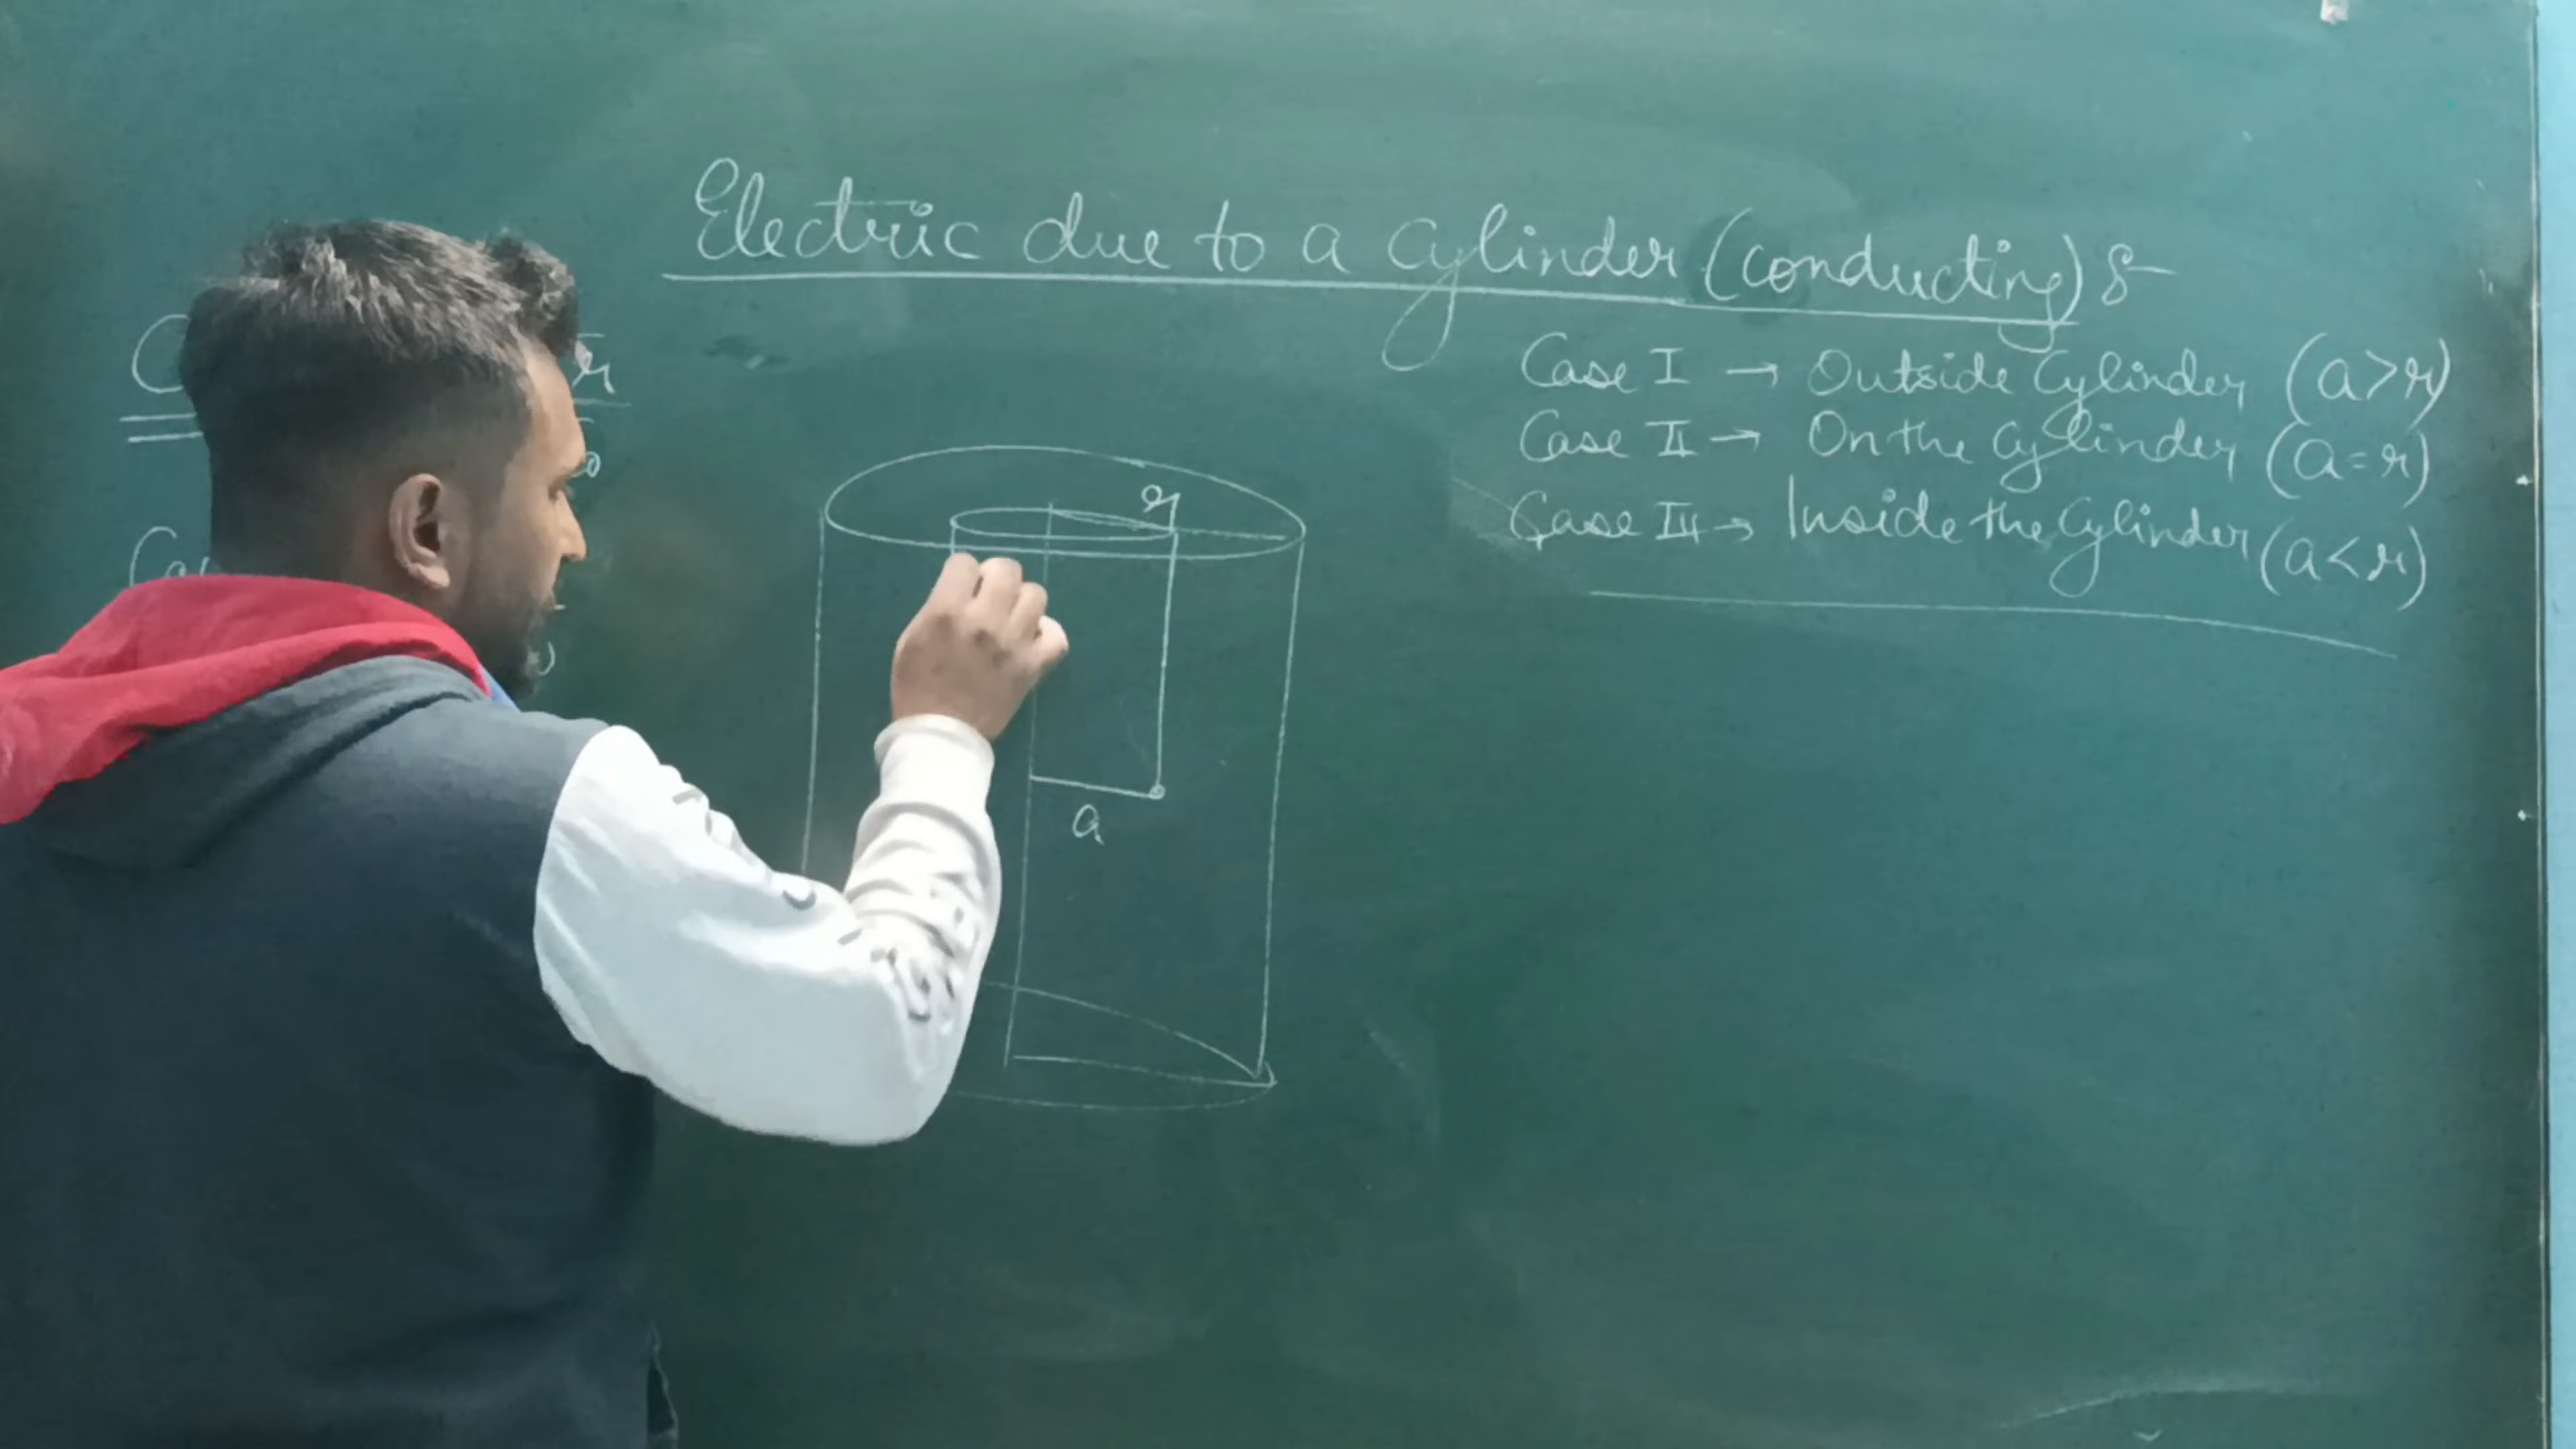 Electric due to a Cylinder (conducting) :-
Case I → Outside Cylinder (a>r)
Case II → On the Cylinder (a=r)
Case III → Inside the Cylinder (a<r)
r
r
a